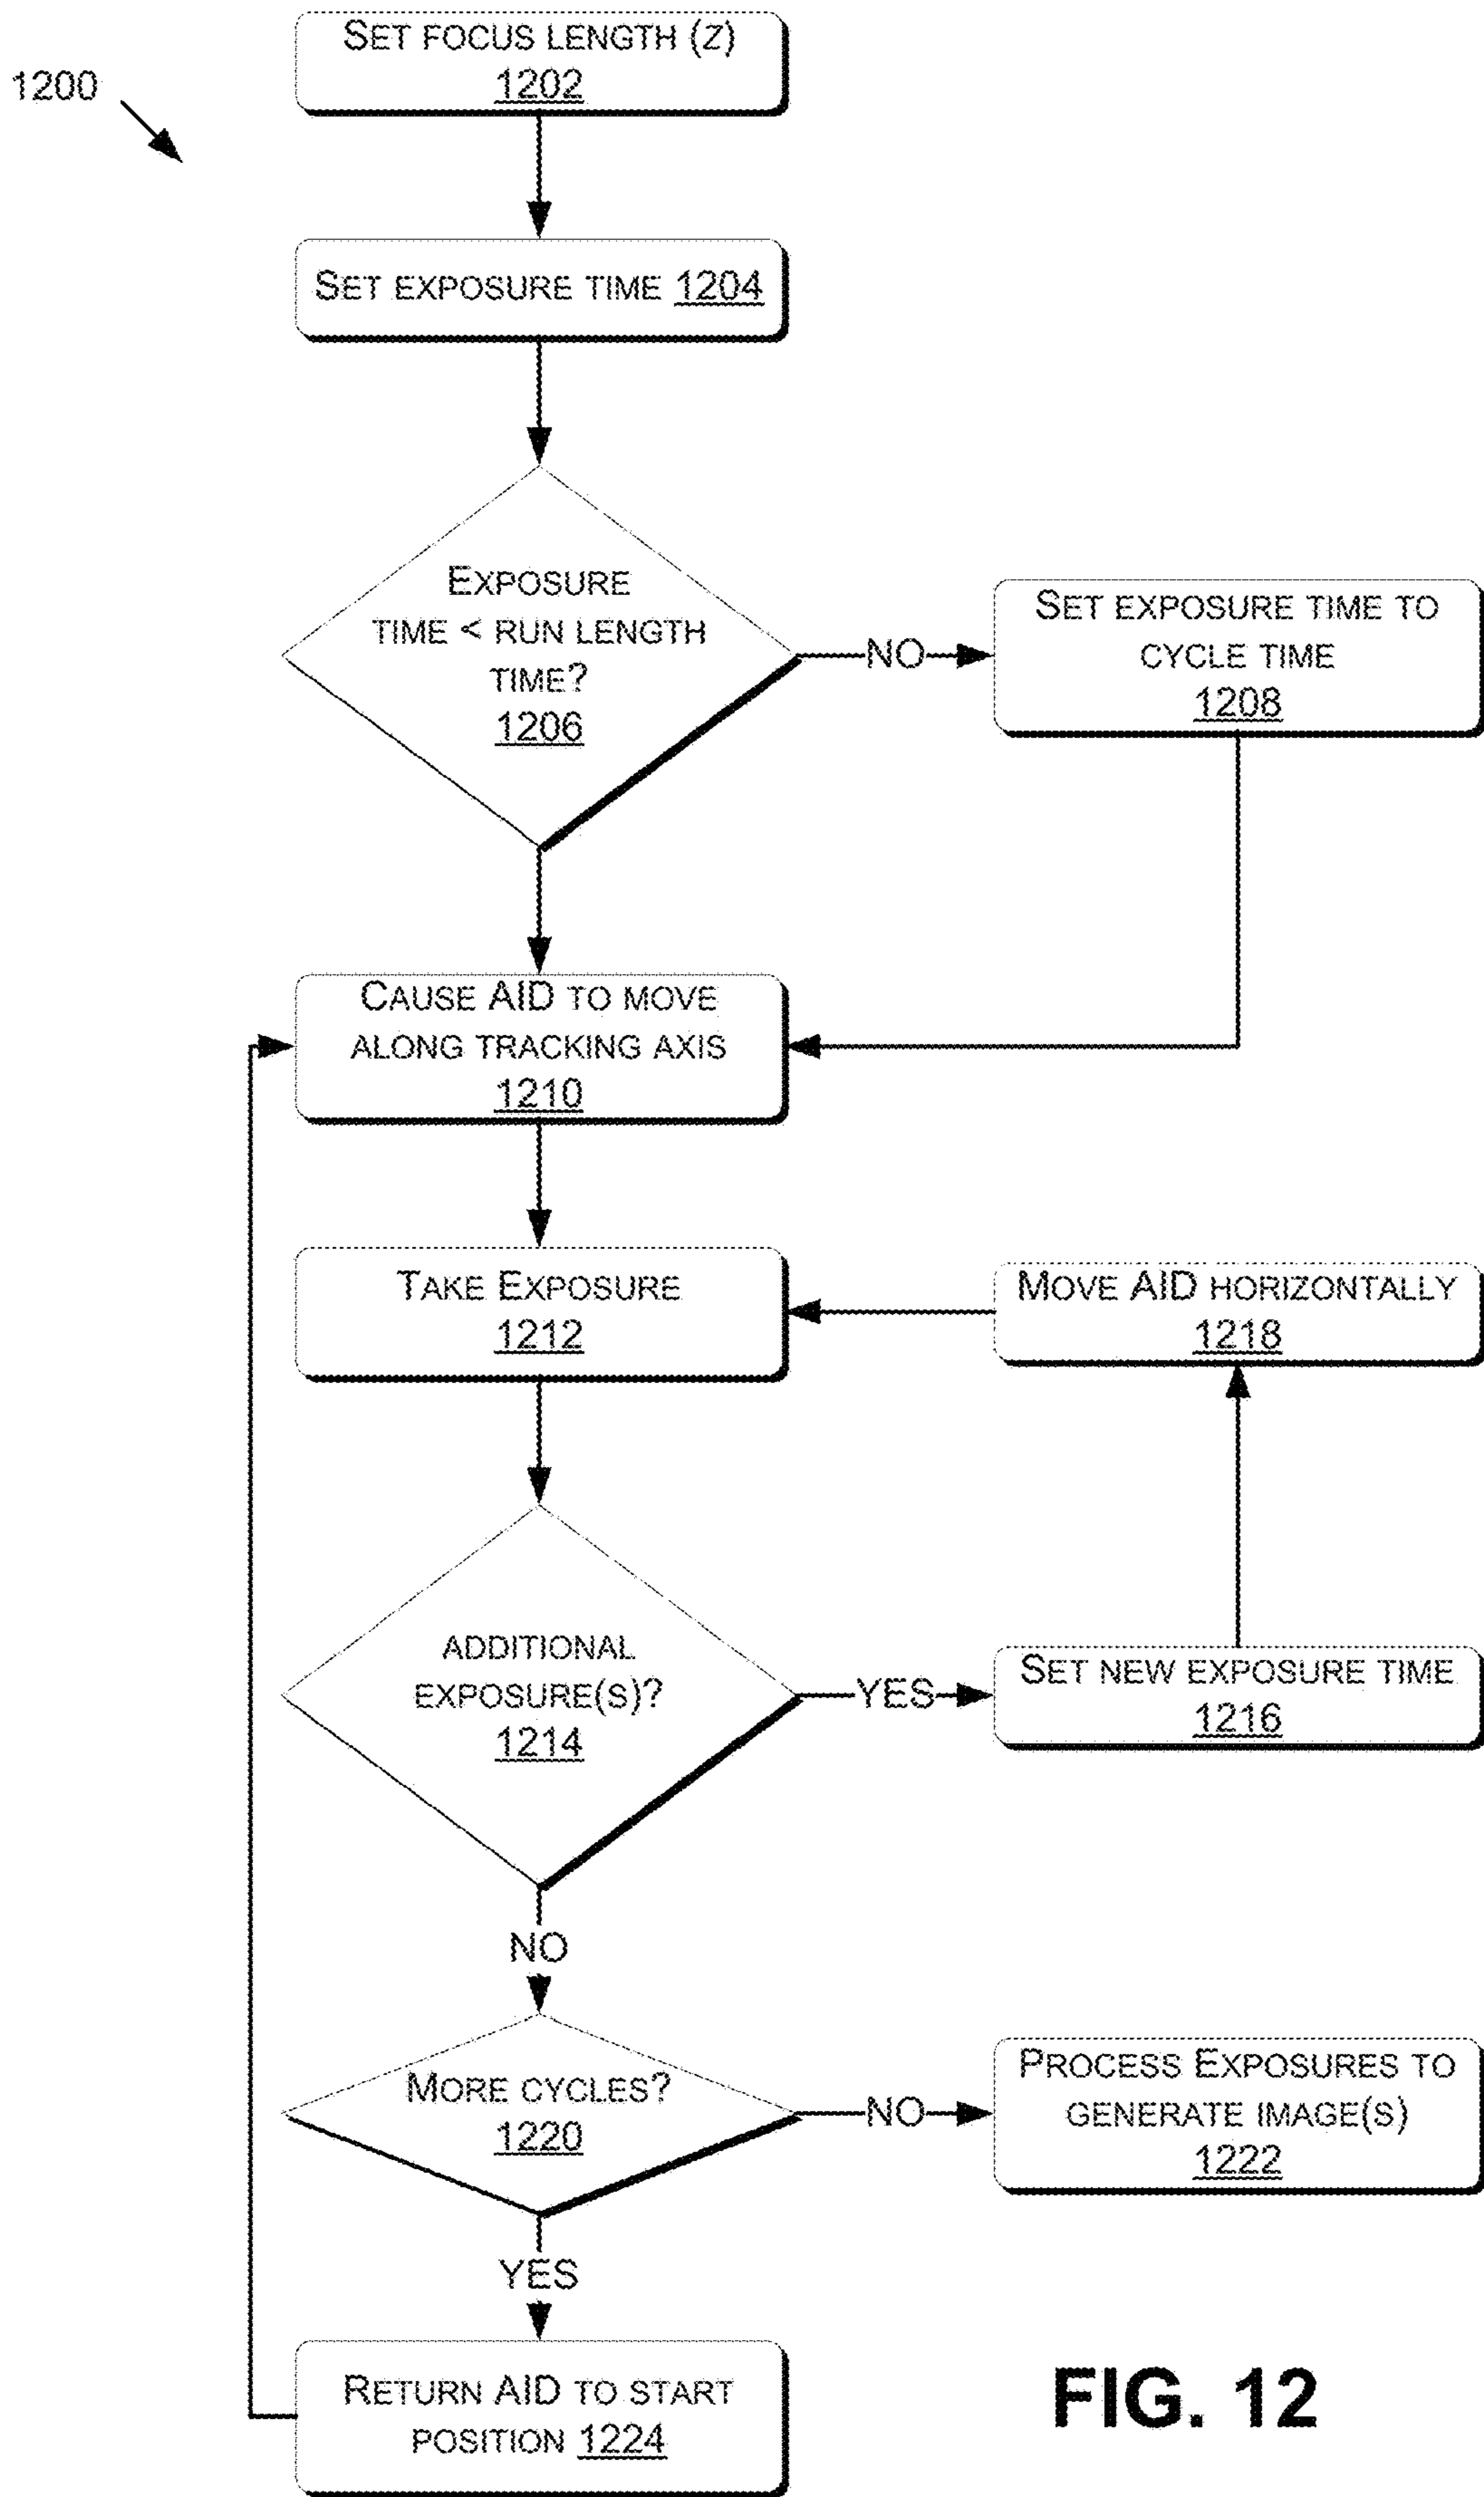 1200
SET FOCUS LENGTH (Z)
1202
SET EXPOSURE TIME 1204
EXPOSURE
TIME < RUN LENGTH
TIME?
1206
NO
SET EXPOSURE TIME TO
CYCLE TIME
1208
CAUSE AID TO MOVE
ALONG TRACKING AXIS
1210
TAKE EXPOSURE
1212
MOVE AID HORIZONTALLY
1218
ADDITIONAL
EXPOSURE(S)?
1214
YES
SET NEW EXPOSURE TIME
1216
NO
MORE CYCLES?
1220
NO
PROCESS EXPOSURES TO
GENERATE IMAGE(S)
1222
YES
RETURN AID TO START
POSITION 1224
FIG. 12